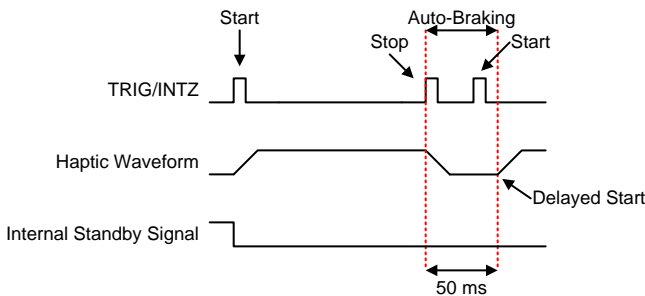 Start
Auto-Braking
Stop
Start
TRIG/INTZ
Haptic Waveform
Delayed Start
Internal Standby Signal
50 ms